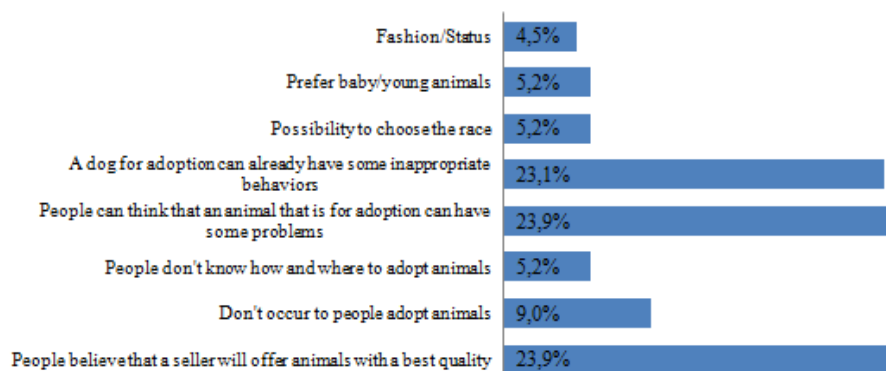 Fashion/Status
4,5%
Prefer baby/young animals
5,2%
Possibility to choose the race
5,2%
A dog for adoption can already have some inappropriate
behaviors
23,1%
People can think that an animal that is for adoption can have
some problems
23,9%
People don't know how and where to adopt animals
5,2%
Don't occur to people adopt animals
9,0%
People believe that a seller will offer animals with a best quality
23,9%